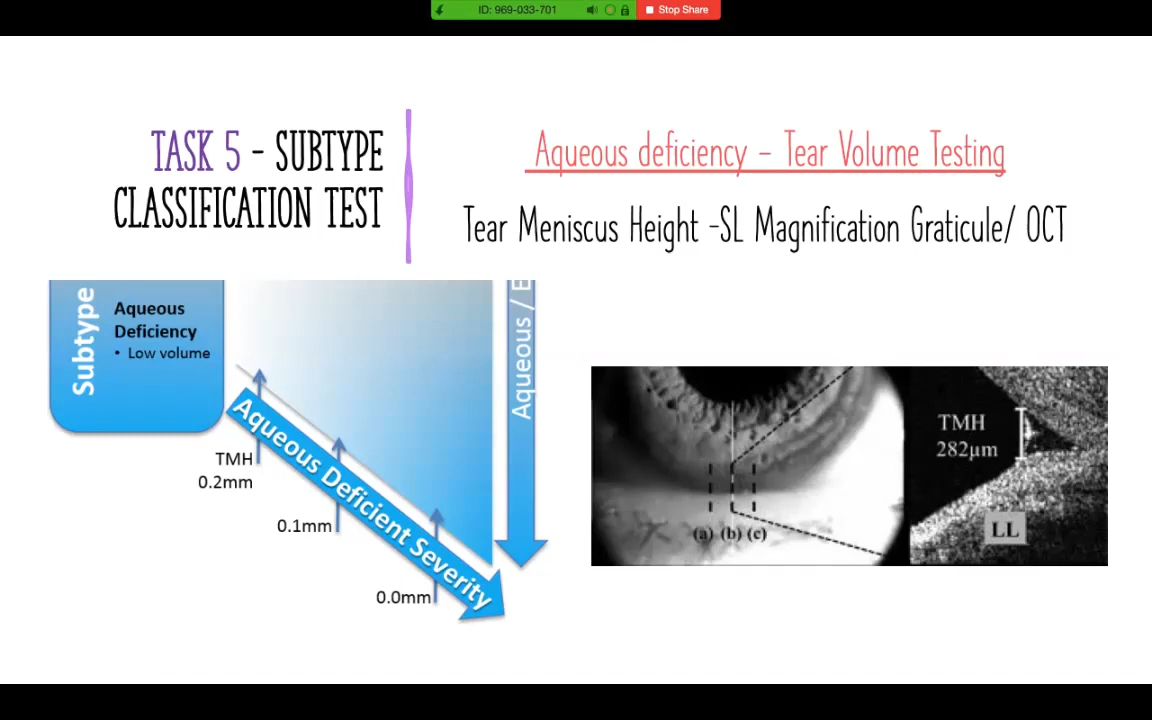 ID: 969-033-701
Stop Share
TASK 5 - SUBTYPE
CLASSIFICATION TEST
Aqueous deficiency - Tear Volume Testing
Tear Meniscus Height -SL Magnification Graticule/ OCT
Subtype
Aqueous
Deficiency
• Low volume
Aqueous / E
Aqueous Deficient Severity
TMH
0.2mm
0.1mm
0.0mm
(a) (b) (c)
TMH
282µm
LL